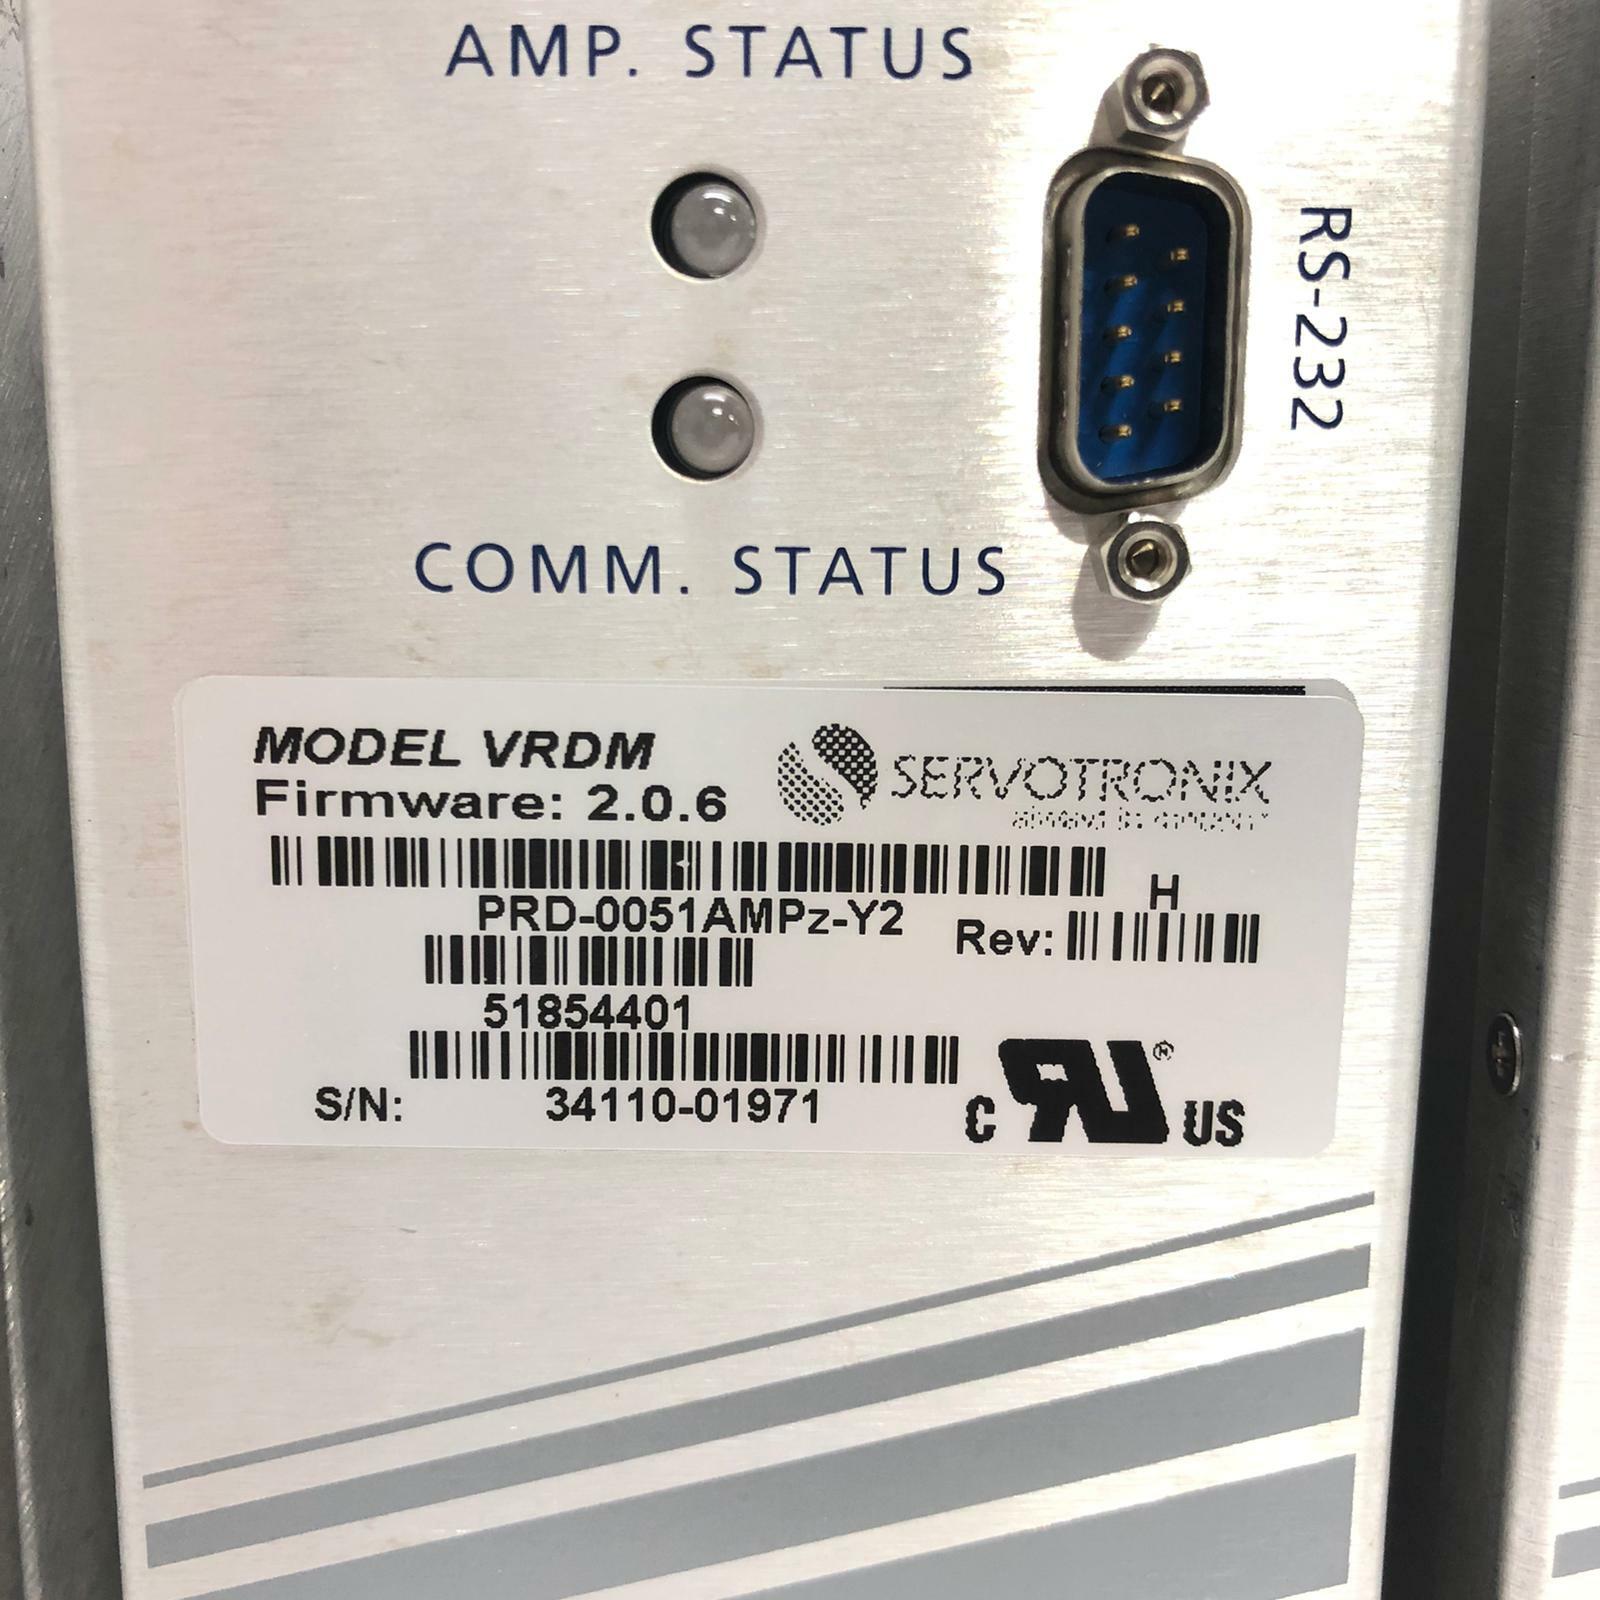 AMP. STATUS
RS-232
COMM. STATUS
MODEL VRDM
SERVOTRONIX
Firmware: 2.0.6
PRD-0051AMPz-Y2
H
Rev:
51854401
S/N: 34110-01971
C RU ® US